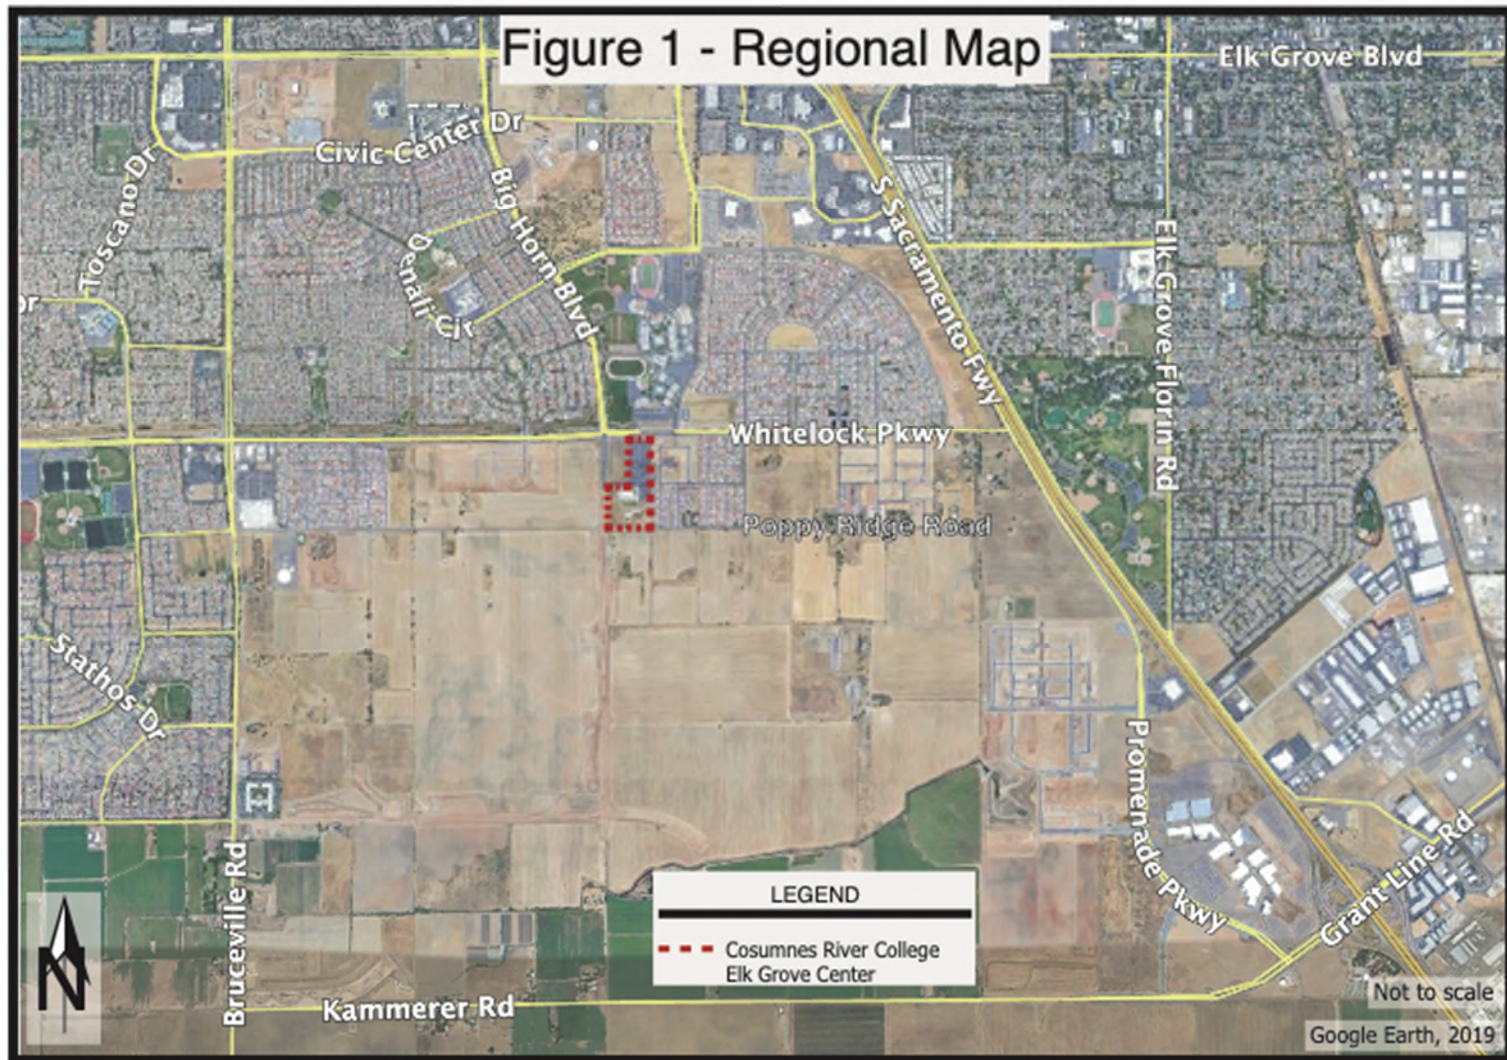 Figure 1 - Regional Map
Elk Grove Blvd
Civic Center Dr
Toscano Dr
Big Horn Blvd
S Sacramento Fwy
Elk Grove Florin Rd
Denali Cir
Dr
Whitelock Pkwy
Poppy Ridge Road
Stathos Dr
Promenade Pkwy
Bruceville Rd
Grant Line Rd
LEGEND
Cosumnes River College
Elk Grove Center
N
Kammerer Rd
Not to scale
Google Earth, 2019